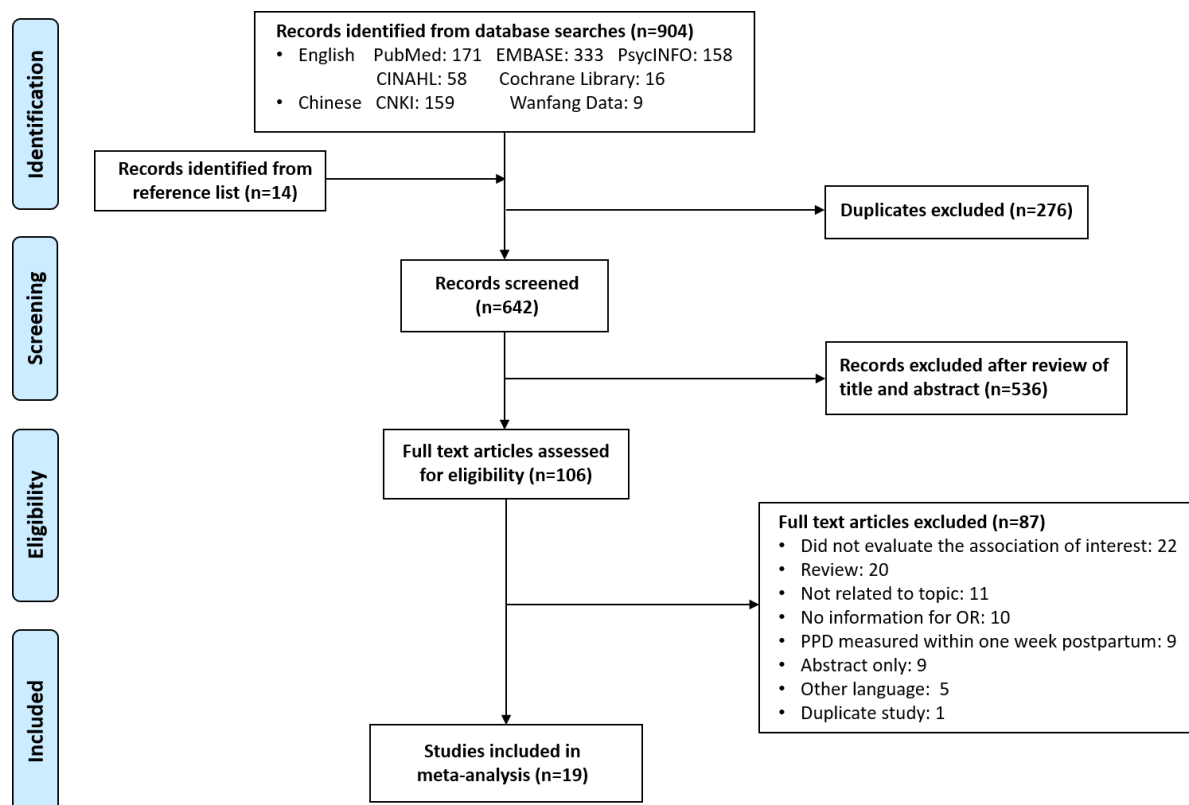 Identification
Records identified from database searches (n=904)
• English PubMed: 171 EMBASE: 333 PsycINFO: 158
CINAHL: 58 Cochrane Library: 16
• Chinese CNKI: 159 Wanfang Data: 9
Records identified from
reference list (n=14)
Duplicates excluded (n=276)
Screening
Records screened
(n=642)
Records excluded after review of
title and abstract (n=536)
Eligibility
Full text articles assessed
for eligibility (n=106)
Full text articles excluded (n=87)
• Did not evaluate the association of interest: 22
• Review: 20
• Not related to topic: 11
• No information for OR: 10
• PPD measured within one week postpartum: 9
• Abstract only: 9
• Other language: 5
• Duplicate study: 1
Included
Studies included in
meta-analysis (n=19)